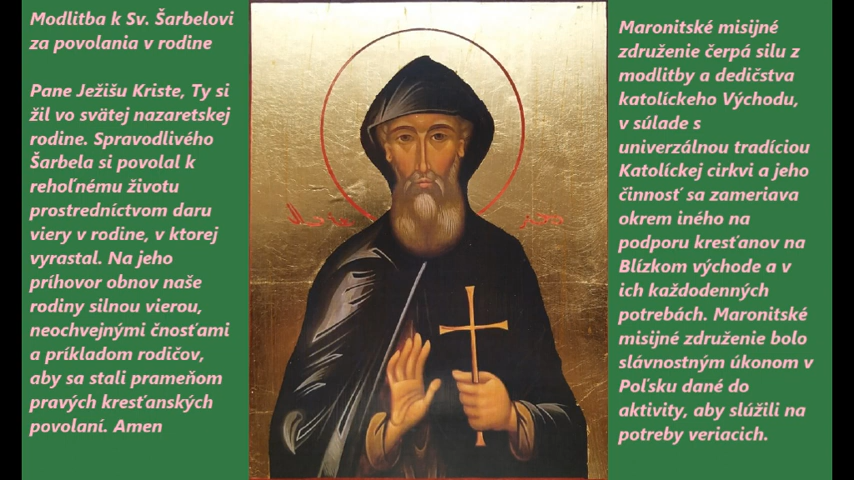 Modlitba k Sv. Šarbelovi
za povolania v rodine
Pane Ježišu Kriste, Ty si
žil vo svätej nazaretskej
rodine. Spravodlivého
Šarbela si povolal k
rehoľnému životu
prostredníctvom daru
viery v rodine, v ktorej
vyrastal. Na jeho
príhovor obnov naše
rodiny silnou vierou,
neochvejnými čnosťami
a príkladom rodičov,
aby sa stali prameňom
pravých kresťanských
povolaní. Amen
Maronitské misijné
združenie čerpá silu z
modlitby a dedičstva
katolíckeho Východu,
v súlade s
univerzálnou tradíciou
Katolíckej cirkvi a jeho
činnosť sa zameriava
okrem iného na
podporu kresťanov na
Blízkom východe a v
ich každodenných
potrebách. Maronitské
misijné združenie bolo
slávnostným úkonom v
Poľsku dané do
aktivity, aby slúžili na
potreby veriacich.